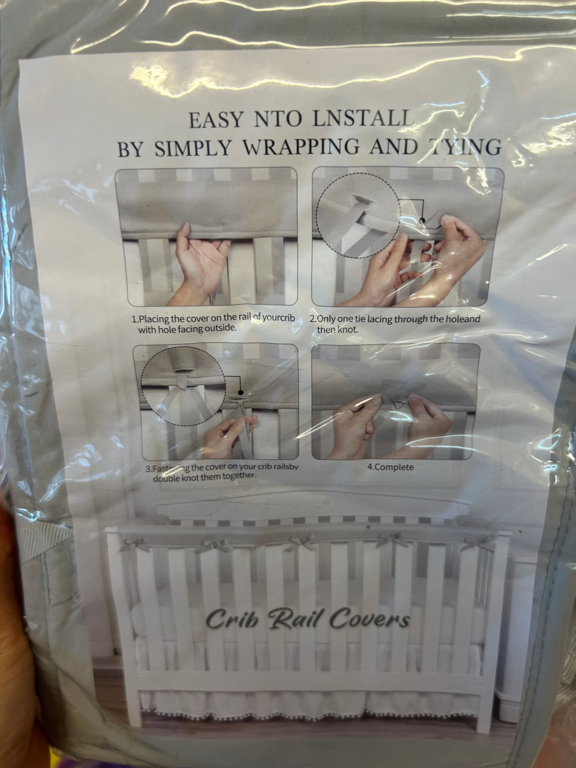 EASY NTO LNSTALL
BY SIMPLY WRAPPING AND TYING
1.Placing the cover on the rail of yourcrib
with hole facing outside.
2.Only one tie lacing through the holeand
then knot.
3.Fastening the cover on your crib railsby
double knot them together.
4.Complete
Crib Rail Covers